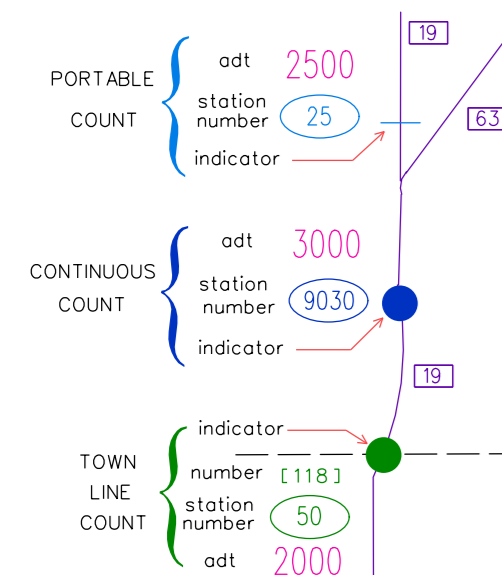 19
adt 2500
PORTABLE
COUNT
station
number 25
63
indicator
adt 3000
CONTINUOUS
COUNT
station
number 9030
indicator
19
indicator
TOWN
LINE
COUNT
number [118]
station
number 50
adt 2000